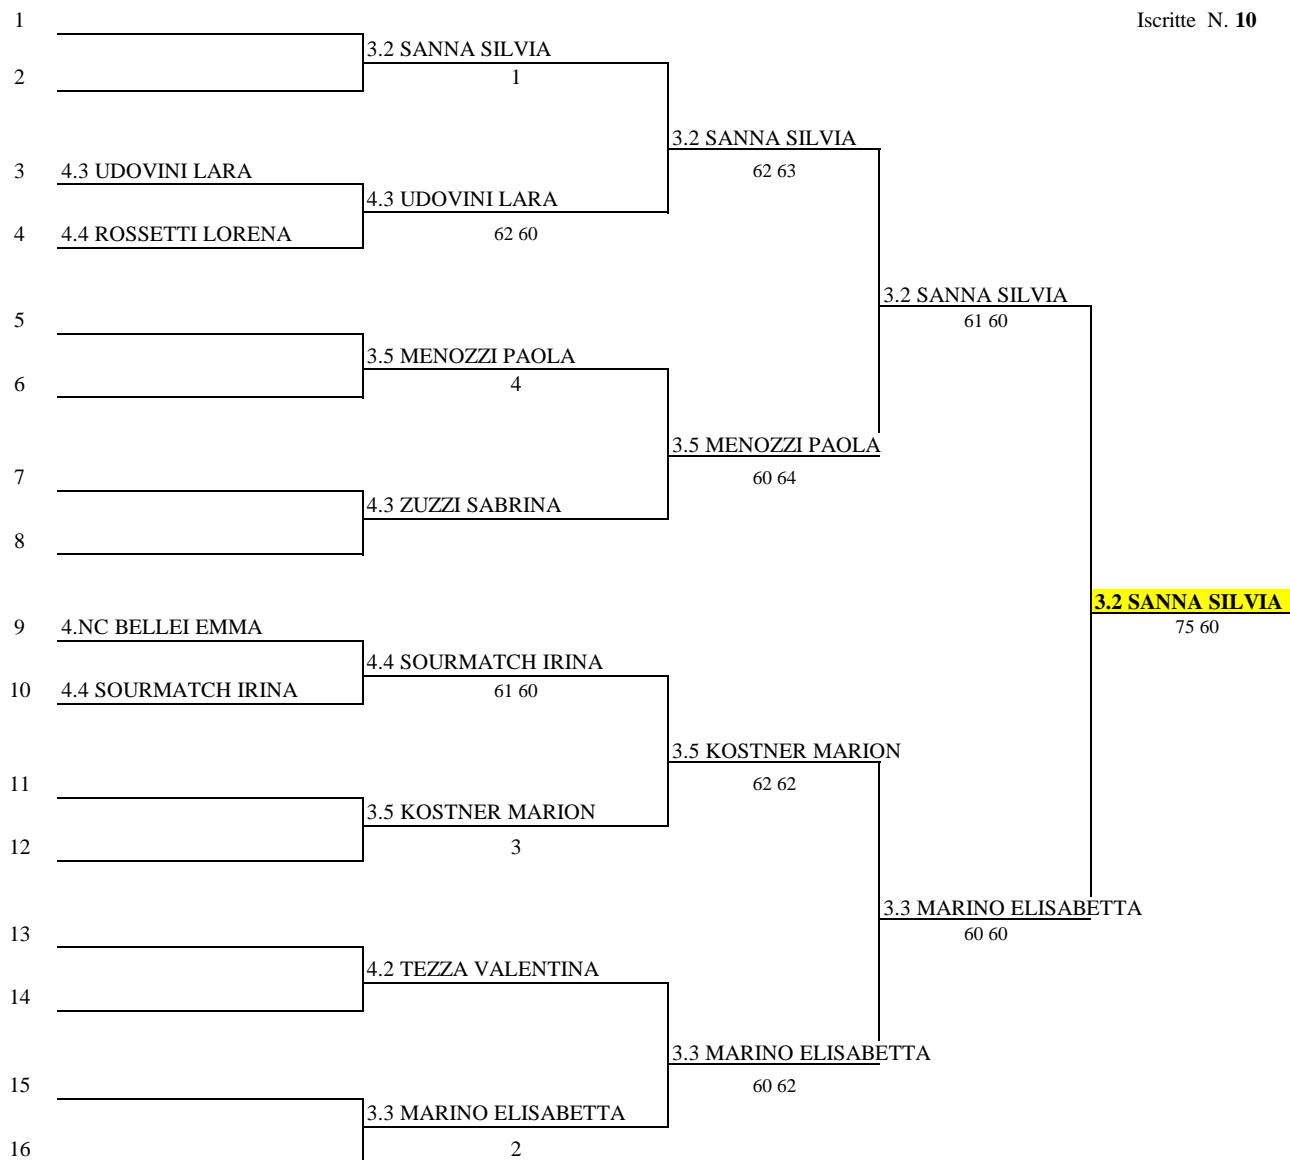 1
Iscritte N. 10
3.2 SANNA SILVIA
2
1
3.2 SANNA SILVIA
3
4.3 UDOVINI LARA
62 63
4.3 UDOVINI LARA
4
4.4 ROSSETTI LORENA
62 60
3.2 SANNA SILVIA
5
61 60
3.5 MENOZZI PAOLA
6
4
3.5 MENOZZI PAOLA
7
60 64
4.3 ZUZZI SABRINA
8
3.2 SANNA SILVIA
9
4.NC BELLEI EMMA
75 60
4.4 SOURMATCH IRINA
10
4.4 SOURMATCH IRINA
61 60
3.5 KOSTNER MARION
11
62 62
3.5 KOSTNER MARION
12
3
3.3 MARINO ELISABETTA
13
60 60
4.2 TEZZA VALENTINA
14
3.3 MARINO ELISABETTA
15
60 62
3.3 MARINO ELISABETTA
16
2